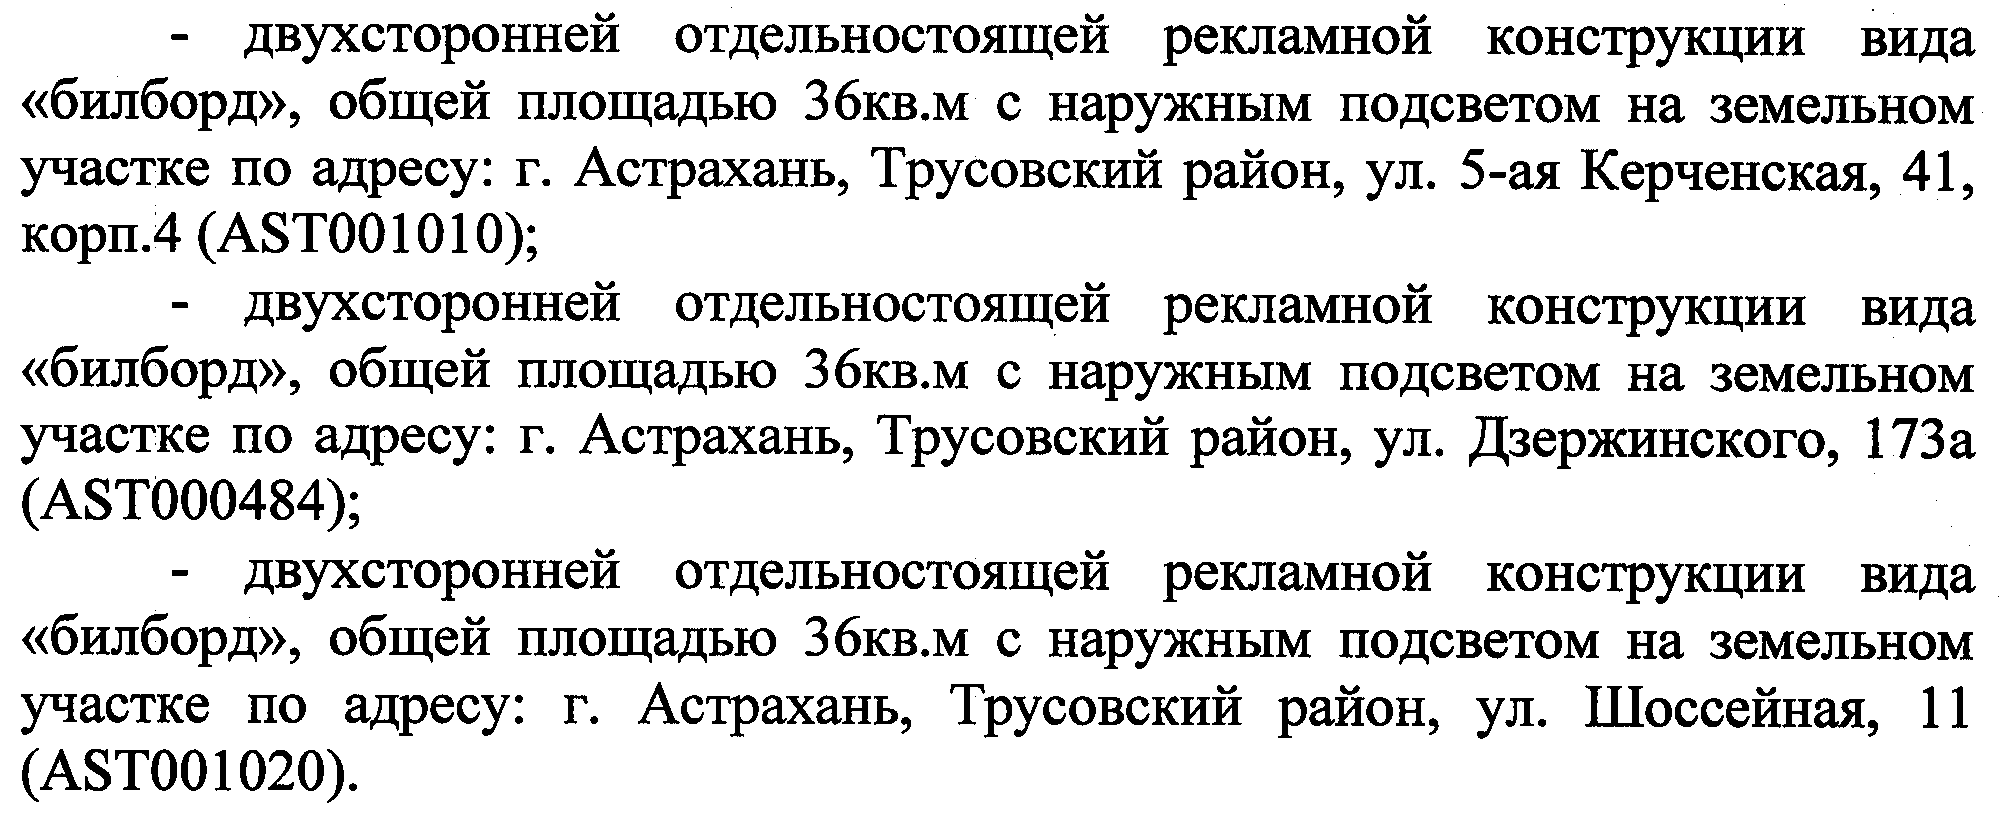 - двухсторонней отдельностоящей рекламной конструкции вида
«билборд», общей площадью 36кв.м с наружным подсветом на земельном
участке по адресу: г. Астрахань, Трусовский район, ул. 5-ая Керченская, 41,
корп.4 (AST001010);
- двухсторонней отдельностоящей рекламной конструкции вида
«билборд», общей площадью 36кв.м с наружным подсветом на земельном
участке по адресу: г. Астрахань, Трусовский район, ул. Дзержинского, 173а
(AST000484);
- двухсторонней отдельностоящей рекламной конструкции вида
«билборд», общей площадью 36кв.м с наружным подсветом на земельном
участке по адресу: г. Астрахань, Трусовский район, ул. Шоссейная, 11
(AST001020).